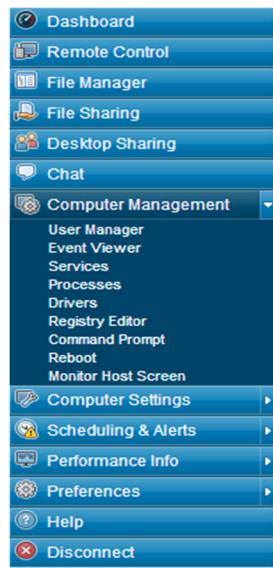 Dashboard
Remote Control
File Manager
File Sharing
Desktop Sharing
Chat
Computer Management
User Manager
Event Viewer
Services
Processes
Drivers
Registry Editor
Command Prompt
Reboot
Monitor Host Screen
Computer Settings
Scheduling & Alerts
Performance Info
Preferences
Help
Disconnect